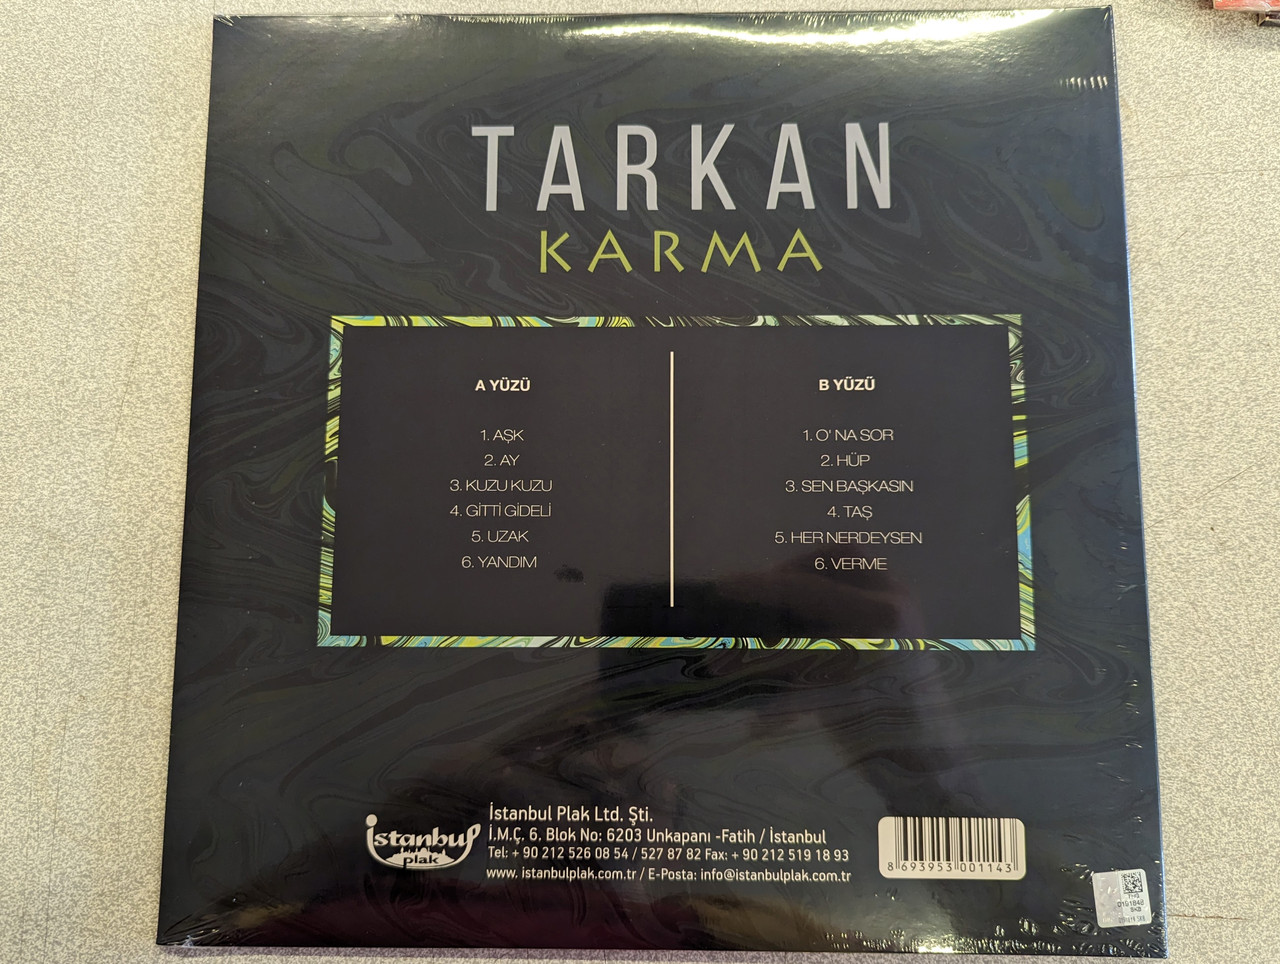 TARKAN
KARMA
A YÜZÜ
1. AŞK
2. AY
3. KUZU KUZU
4. GİTTİ GİDELİ
5. UZAK
6. YANDIM
B YÜZÜ
1. O' NA SOR
2. HÜP
3. SEN BAŞKASIN
4. TAŞ
5. HER NERDEYSEN
6. VERME
istanbul
plak
İstanbul Plak Ltd. Şti.
İ.M.Ç. 6. Blok No: 6203 Unkapanı -Fatih / İstanbul
Tel: + 90 212 526 08 54 / 527 87 82 Fax: + 90 212 519 18 93
www. istanbulplak.com.tr / E-Posta: info@istanbulplak.com.tr
8 693953 001143